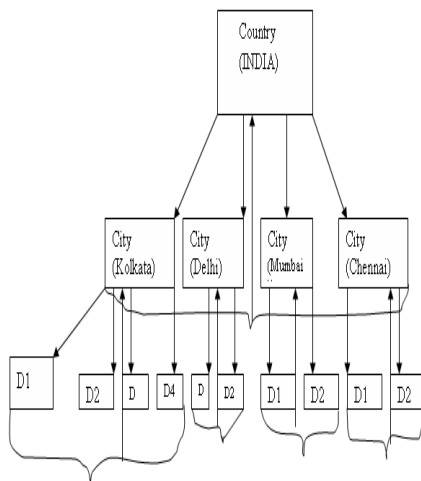 Country
(INDIA)
City
(Kolkata)
City
(Delhi)
City
(Mumbai
City
(Chennai)
D1
D2
D
D4
D
D2
D1
D2
D1
D2